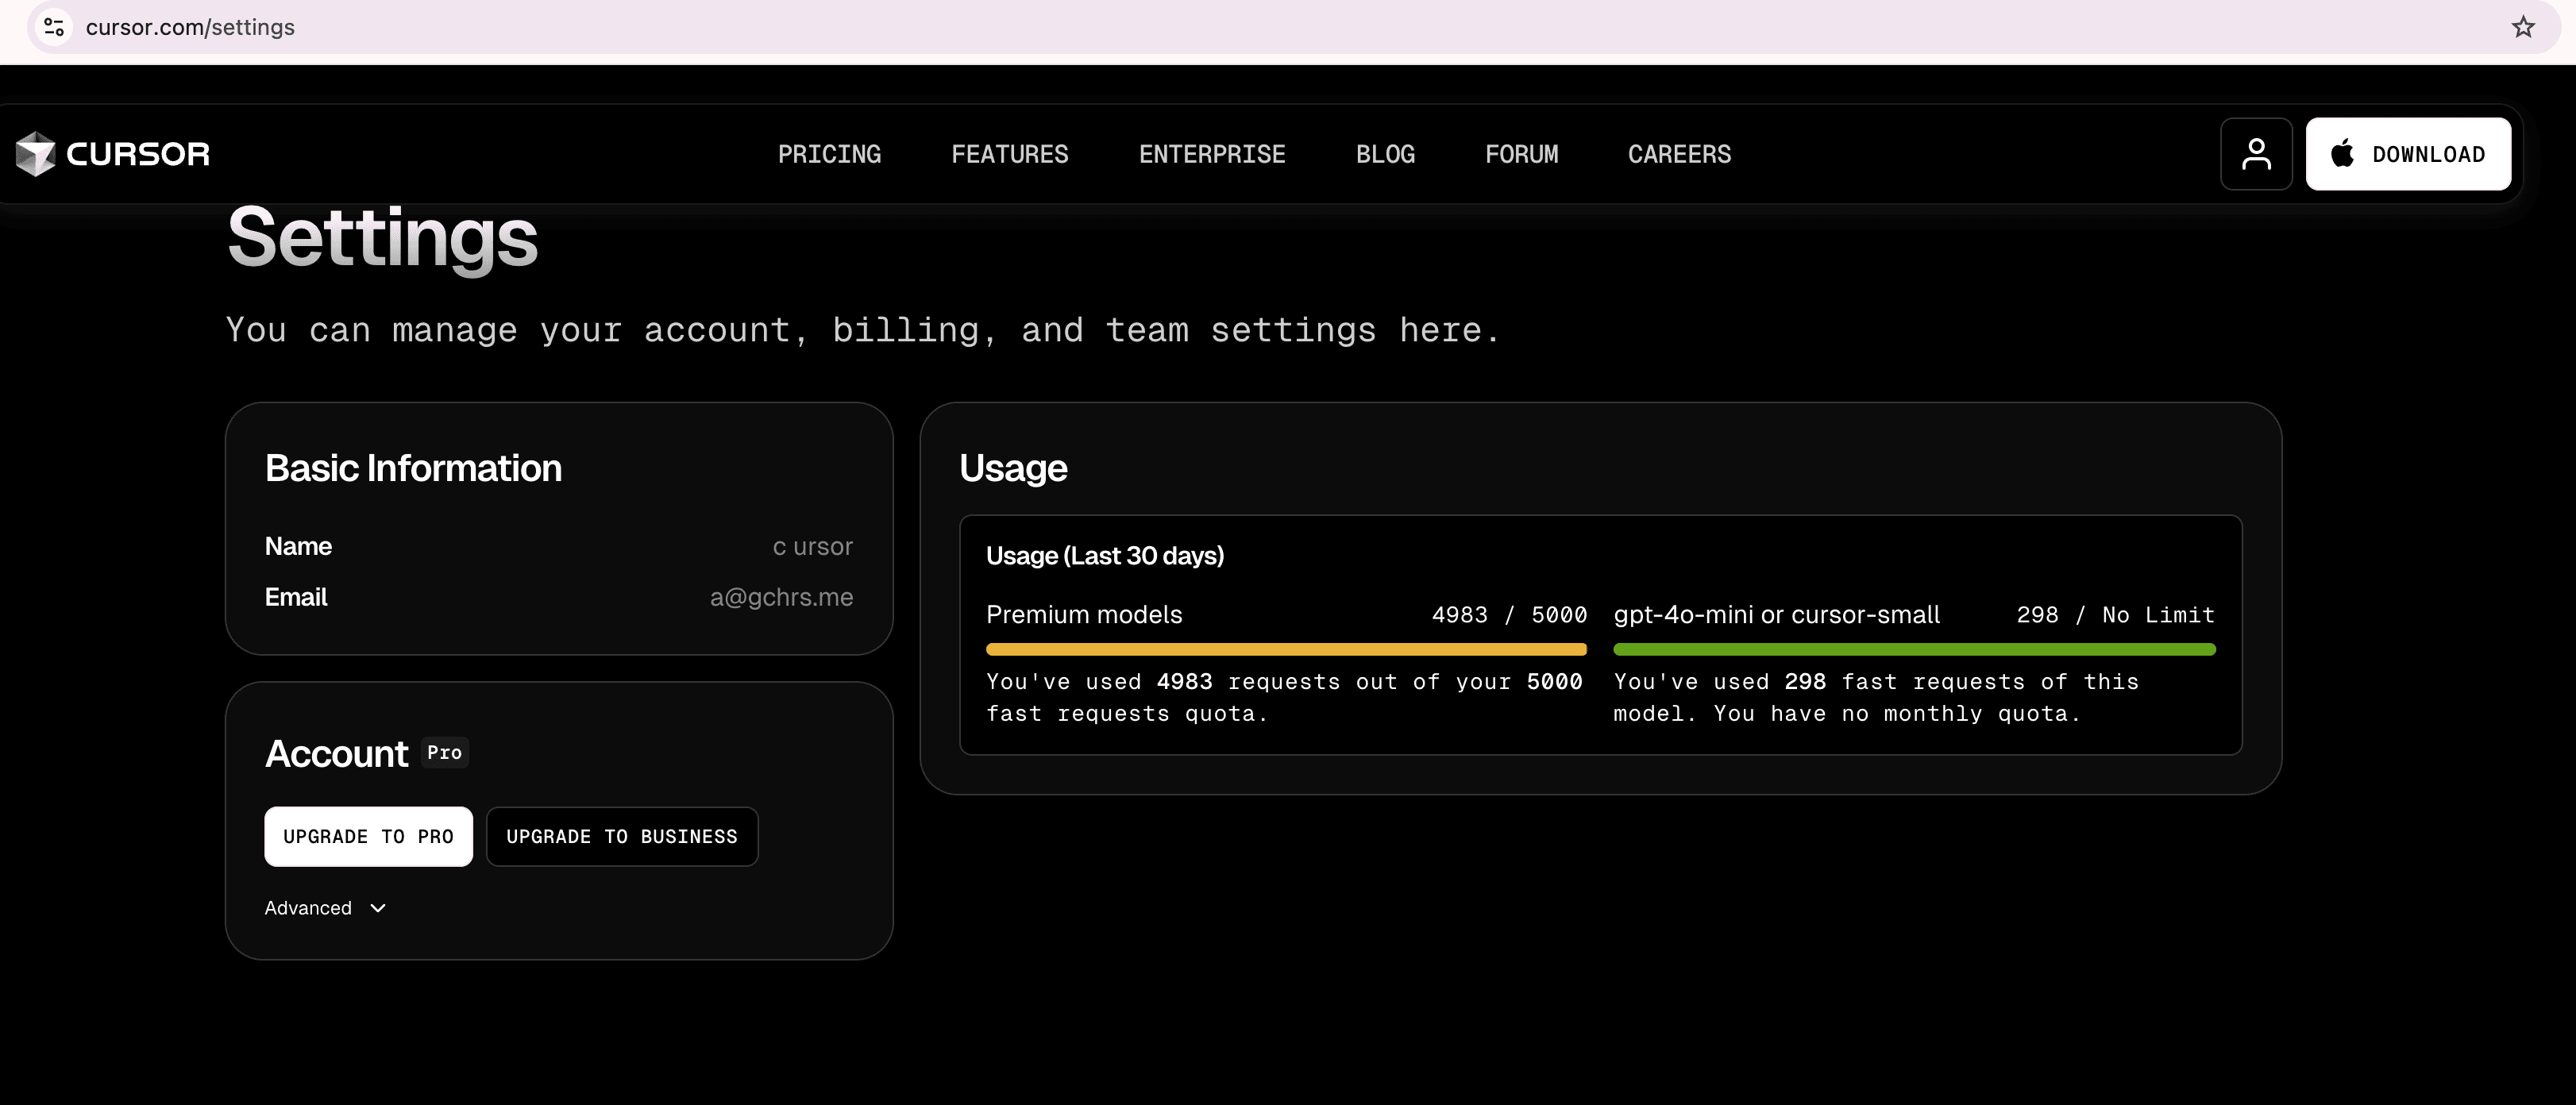 cursor.com/settings
CURSOR
PRICING
FEATURES
ENTERPRISE
BLOG
FORUM
CAREERS
DOWNLOAD
Settings
You can manage your account, billing, and team settings here.
Basic Information
Name
c ursor
Email
a@gchrs.me
Account
Pro
UPGRADE TO PRO
UPGRADE TO BUSINESS
Advanced
Usage
Usage (Last 30 days)
Premium models
4983 / 5000
You've used 4983 requests out of your 5000
fast requests quota.
gpt-4o-mini or cursor-small
298 / No Limit
You've used 298 fast requests of this
model. You have no monthly quota.